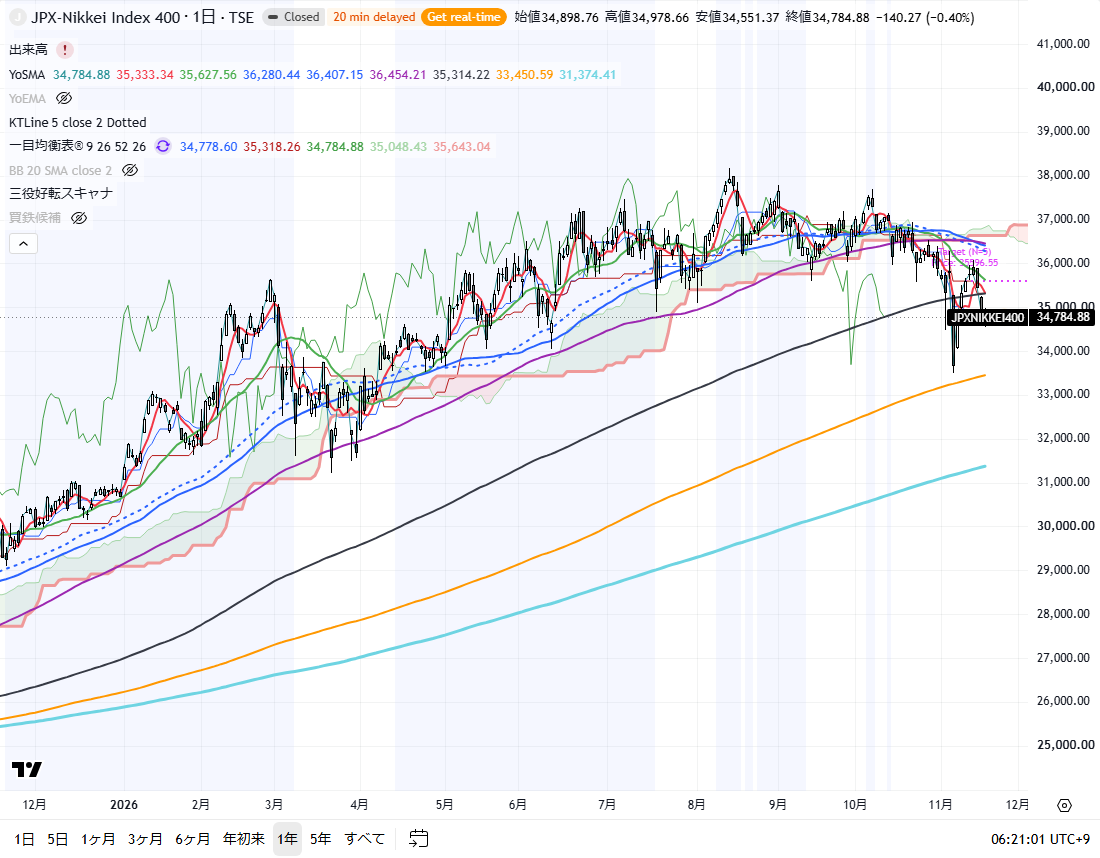 JPX-Nikkei Index 400 · 1日 · TSE Closed 20 min delayed Get real-time 始値34,898.76 高値34,978.66 安値34,551.37 終値34,784.88 −140.27 (−0.40%)
出来高 !
YoSMA 34,784.88 35,333.34 35,627.56 36,280.44 36,407.15 36,454.21 35,314.22 33,450.59 31,374.41
YoEMA
KTLine 5 close 2 Dotted
一目均衡表® 9 26 52 26 34,778.60 35,318.26 34,784.88 35,048.43 35,643.04
BB 20 SMA close 2
三役好転スキャナ
買鉄候補
41,000.00
40,000.00
39,000.00
38,000.00
37,000.00
36,000.00
35,000.00
34,000.00
33,000.00
32,000.00
31,000.00
30,000.00
29,000.00
28,000.00
27,000.00
26,000.00
25,000.00
Target (N=3)
JPXNIKKEI400 34,784.88
12月 2026 2月 3月 4月 5月 6月 7月 8月 9月 10月 11月 12月
1日 5日 1ヶ月 3ヶ月 6ヶ月 年初来 1年 5年 すべて 06:21:01 UTC+9